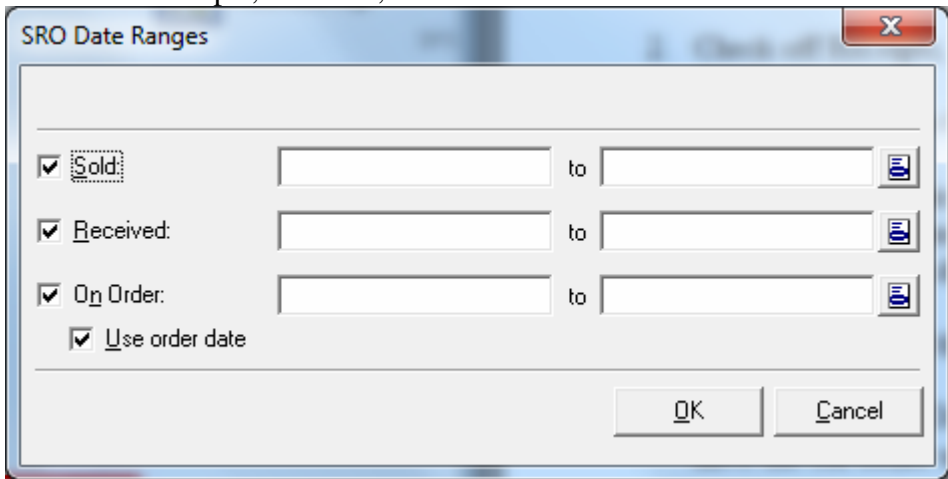 SRO Date Ranges
Sold: to
Received: to
On Order: to
Use order date
OK Cancel